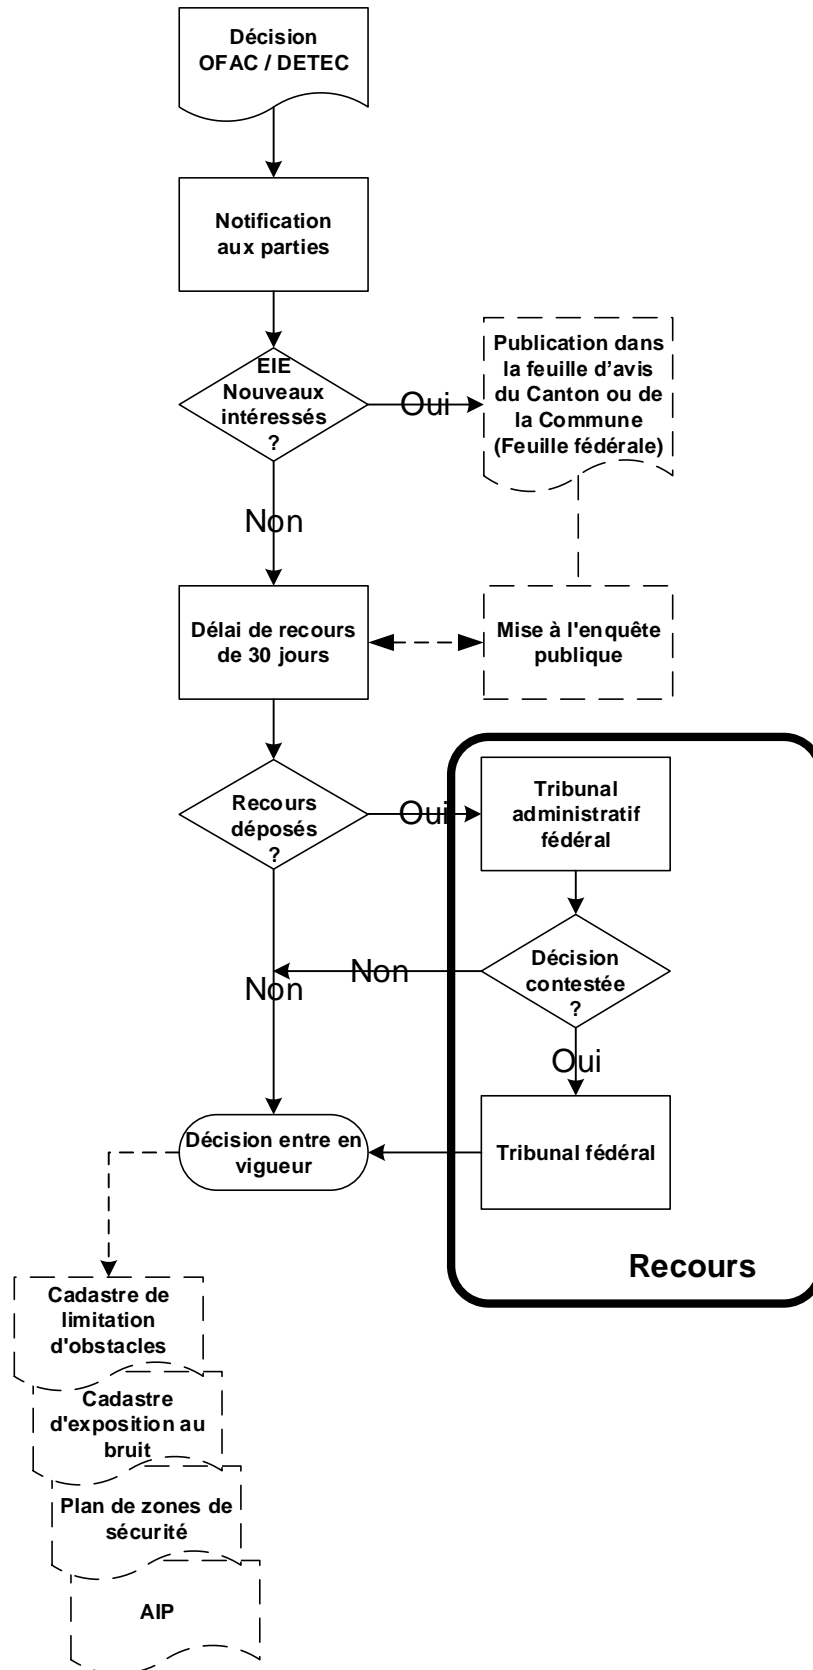 Décision
OFAC / DETEC
Notification
aux parties
EIE
Nouveaux
intéressés
?
Oui
Publication dans
la feuille d'avis
du Canton ou de
la Commune
(Feuille fédérale)
Non
Délai de recours
de 30 jours
Mise à l'enquête
publique
Recours
déposés
?
Oui
Tribunal
administratif
fédéral
Décision
contestée
?
Non
Non
Oui
Décision entre en
vigueur
Tribunal fédéral
Recours
Cadastre de
limitation
d'obstacles
Cadastre
d'exposition au
bruit
Plan de zones de
sécurité
AIP